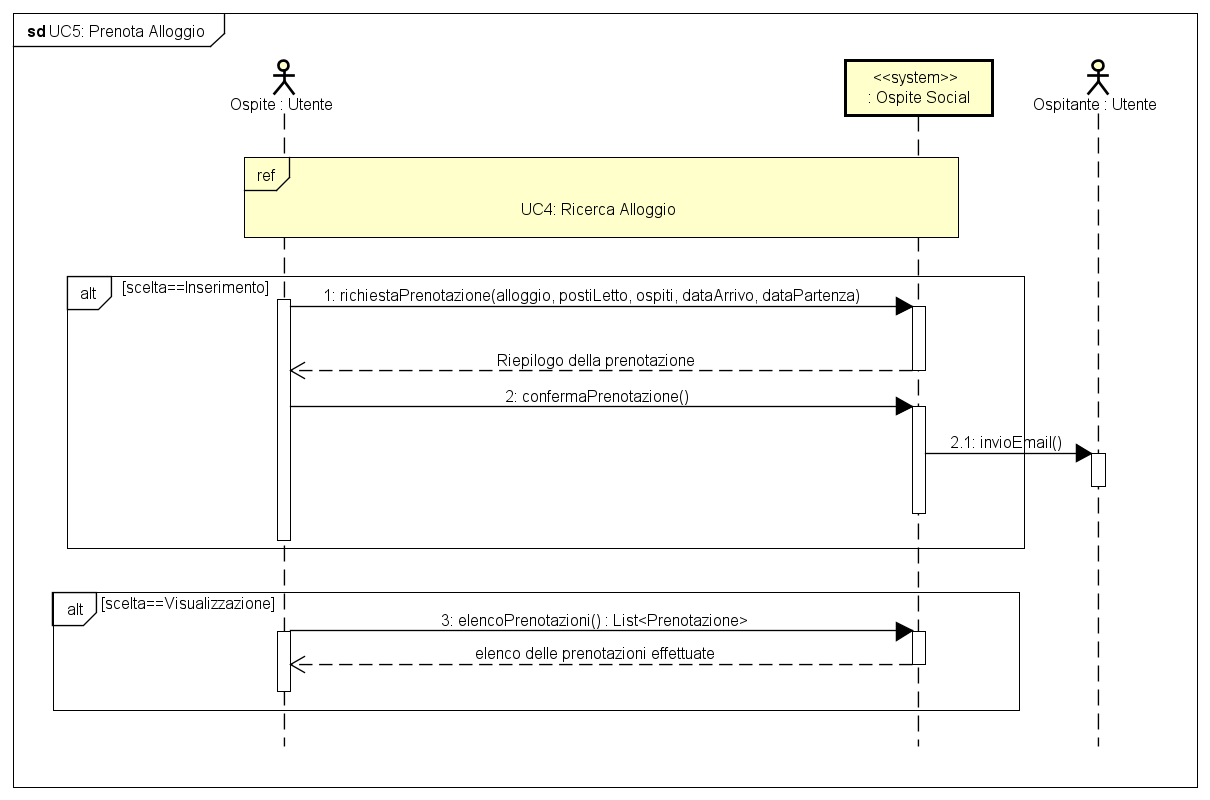 sd UC5: Prenota Alloggio
Ospite : Utente
<<system>>
: Ospite Social
Ospitante : Utente
ref
UC4: Ricerca Alloggio
alt
[scelta==Inserimento]
1: richiestaPrenotazione(alloggio, postiLetto, ospiti, dataArrivo, dataPartenza)
Riepilogo della prenotazione
2: confermaPrenotazione()
2.1: invioEmail()
alt
[scelta==Visualizzazione]
3: elencoPrenotazioni() : List<Prenotazione>
elenco delle prenotazioni effettuate